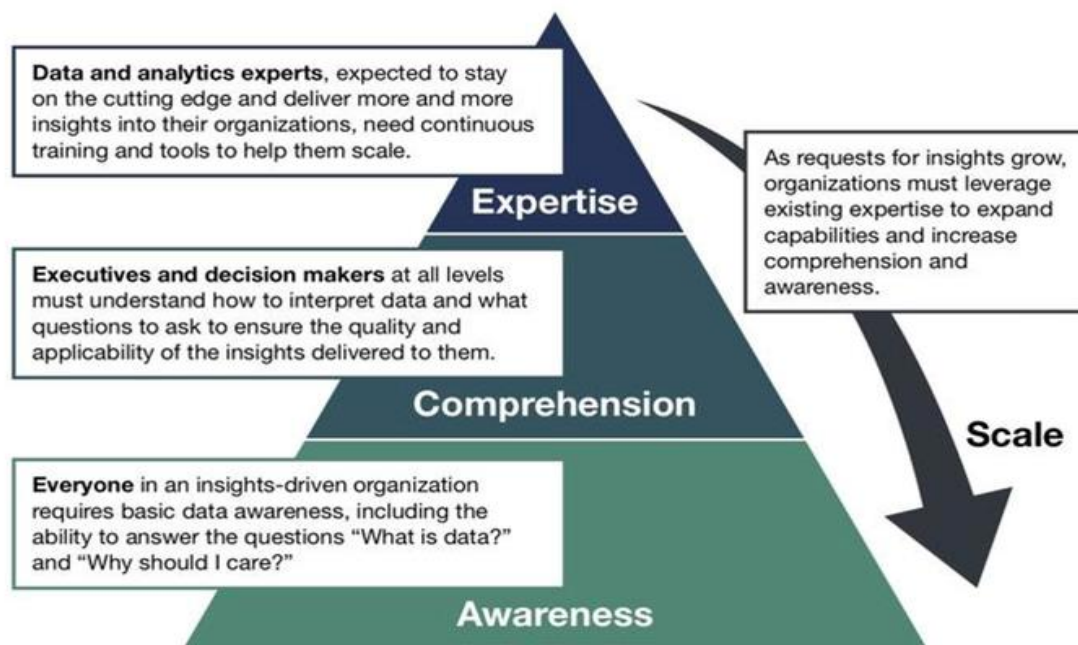 Data and analytics experts, expected to stay
on the cutting edge and deliver more and more
insights into their organizations, need continuous
training and tools to help them scale.
Expertise
As requests for insights grow,
organizations must leverage
existing expertise to expand
capabilities and increase
comprehension and
awareness.
Executives and decision makers at all levels
must understand how to interpret data and what
questions to ask to ensure the quality and
applicability of the insights delivered to them.
Comprehension
Scale
Everyone in an insights-driven organization
requires basic data awareness, including the
ability to answer the questions “What is data?”
and “Why should I care?”
Awareness